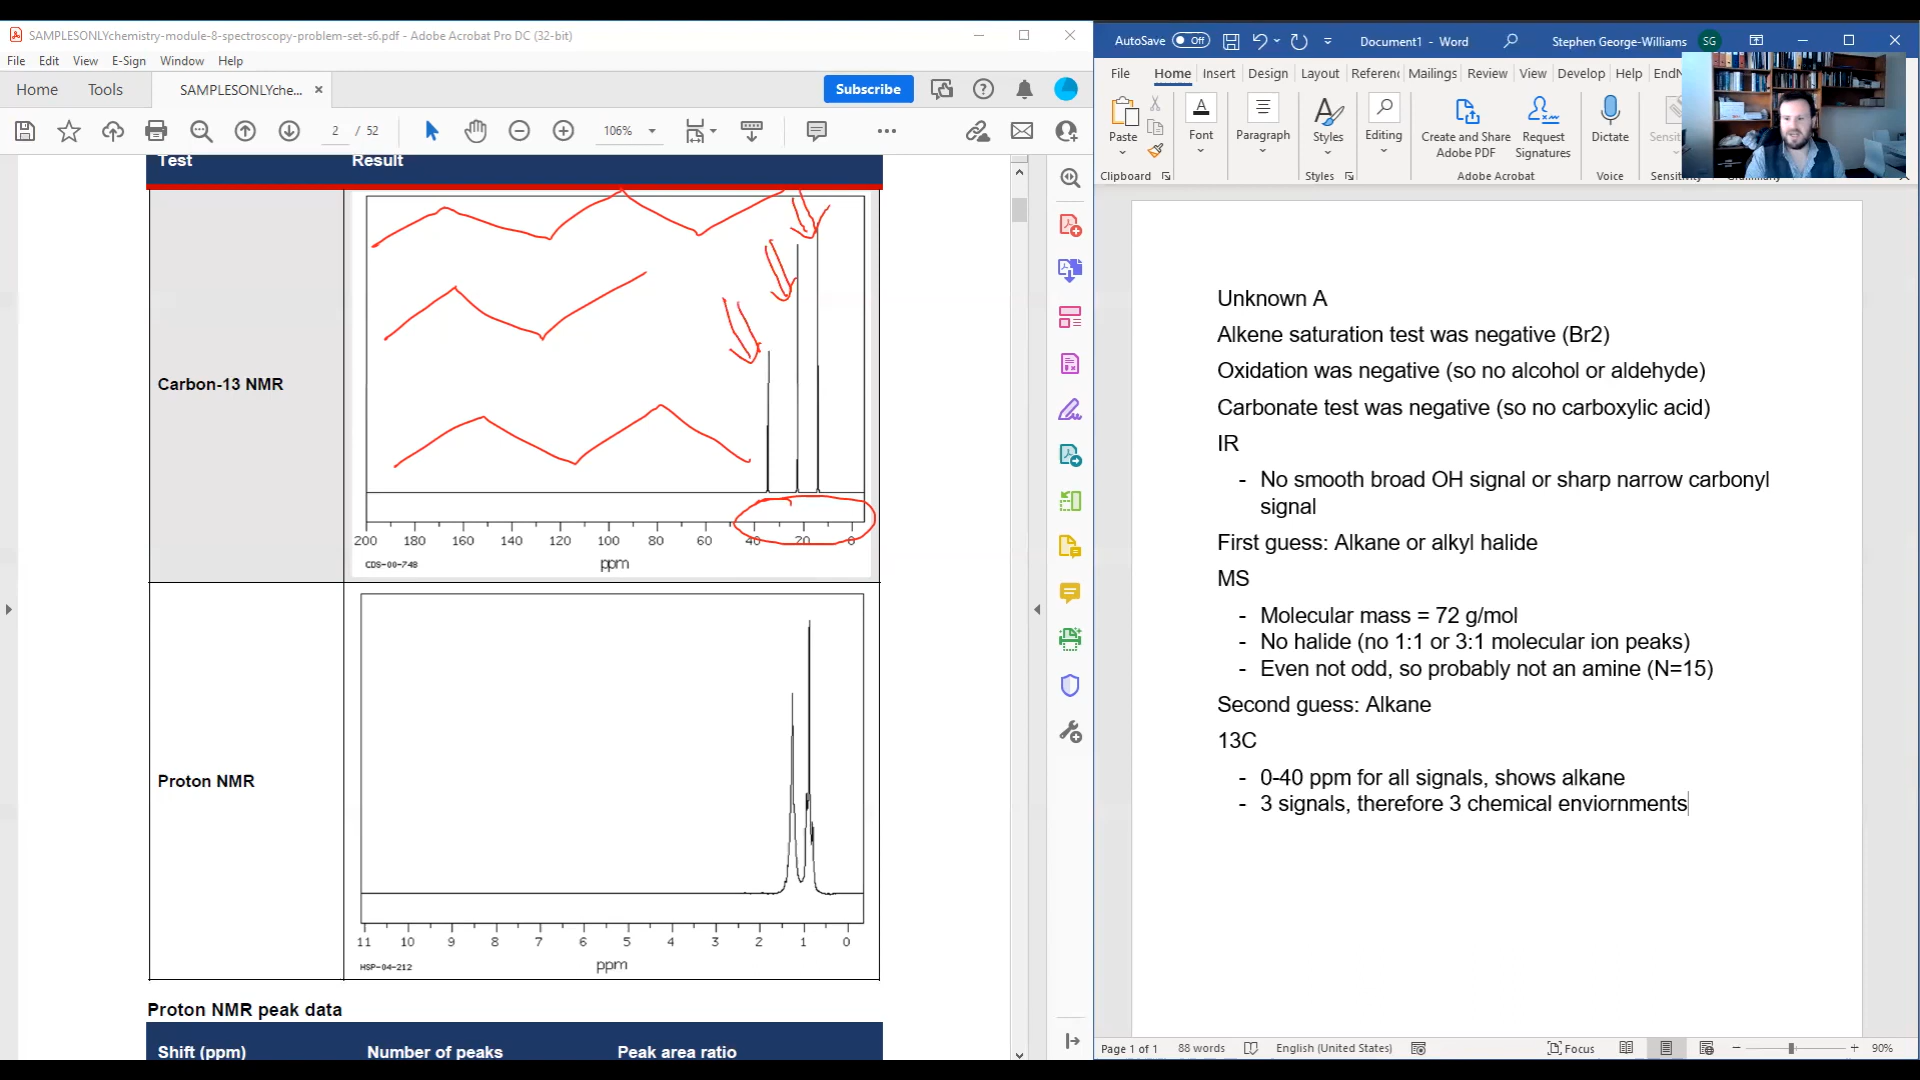 SAMPLESONLYchemistry-module-8-spectroscopy-problem-set-s6.pdf - Adobe Acrobat Pro DC (32-bit)
File Edit View E-Sign Window Help
Home Tools SAMPLESONLYche... ×
Subscribe
2 / 52 106%
Test Result
Carbon-13 NMR
200 180 160 140 120 100 80 60 40 20 0
CDS-00-748
ppm
Proton NMR
11 10 9 8 7 6 5 4 3 2 1 0
HSP-04-212
ppm
Proton NMR peak data
Shift (ppm) Number of peaks Peak area ratio
AutoSave Off Document1 - Word Stephen George-Williams SG
File Home Insert Design Layout Referenc Mailings Review View Develop Help EndN
Paste Font Paragraph Styles Editing Create and Share Adobe PDF Request Signatures Dictate Sensit
Clipboard Styles Adobe Acrobat Voice Sensitivity
Unknown A
Alkene saturation test was negative (Br2)
Oxidation was negative (so no alcohol or aldehyde)
Carbonate test was negative (so no carboxylic acid)
IR
- No smooth broad OH signal or sharp narrow carbonyl
signal
First guess: Alkane or alkyl halide
MS
- Molecular mass = 72 g/mol
- No halide (no 1:1 or 3:1 molecular ion peaks)
- Even not odd, so probably not an amine (N=15)
Second guess: Alkane
13C
- 0-40 ppm for all signals, shows alkane
- 3 signals, therefore 3 chemical enviornments
Page 1 of 1 88 words English (United States) Focus 90%